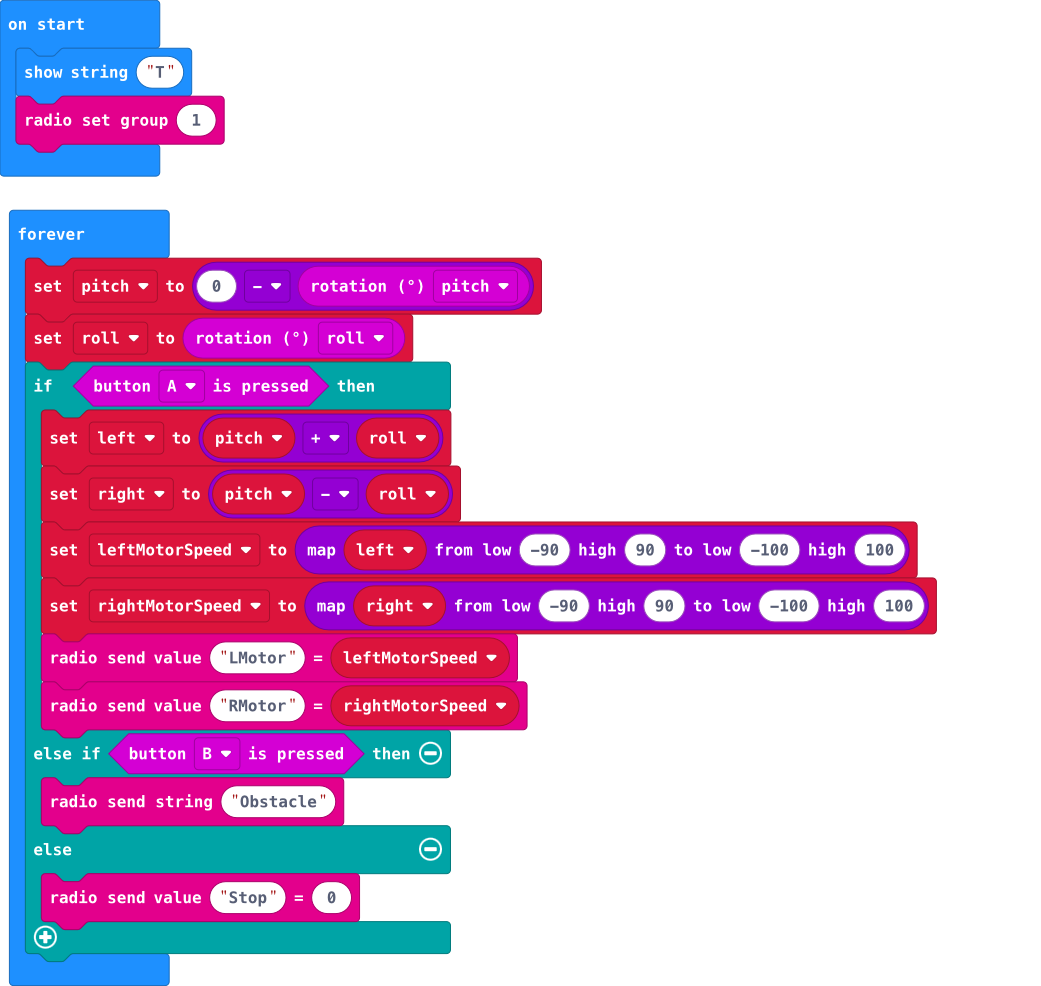 on start
show string "T"
radio set group 1
forever
set pitch to 0 - rotation (°) pitch
set roll to rotation (°) roll
if button A is pressed then
set left to pitch + roll
set right to pitch - roll
set leftMotorSpeed to map left from low -90 high 90 to low -100 high 100
set rightMotorSpeed to map right from low -90 high 90 to low -100 high 100
radio send value "LMotor" = leftMotorSpeed
radio send value "RMotor" = rightMotorSpeed
else if button B is pressed then
radio send string "Obstacle"
else
radio send value "Stop" = 0